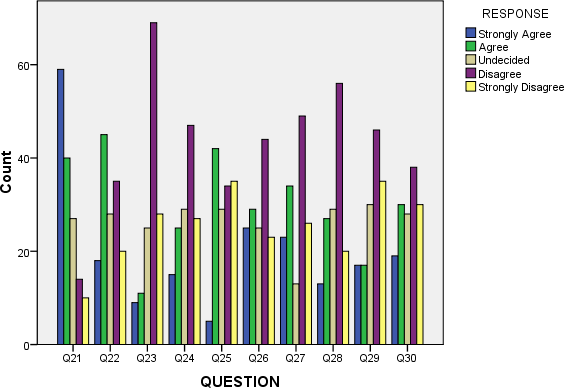 RESPONSE
Strongly Agree
Agree
Undecided
Disagree
Strongly Disagree
60
40
20
0
Count
Q21 Q22 Q23 Q24 Q25 Q26 Q27 Q28 Q29 Q30
QUESTION